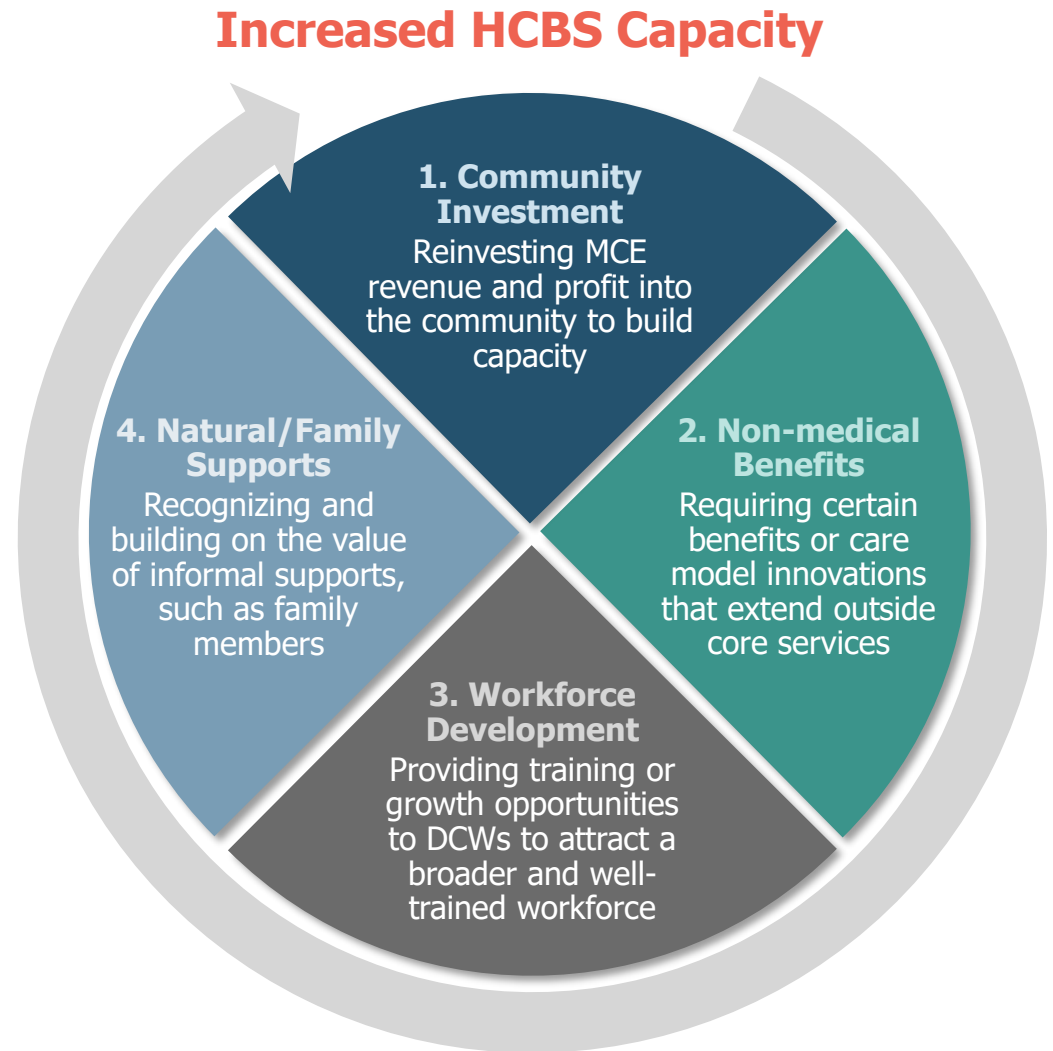 Increased HCBS Capacity
1. Community
Investment
Reinvesting MCE
revenue and profit into
the community to build
capacity
2. Non-medical
Benefits
Requiring certain
benefits or care
model innovations
that extend outside
core services
3. Workforce
Development
Providing training or
growth opportunities
to DCWs to attract a
broader and well-
trained workforce
4. Natural/Family
Supports
Recognizing and
building on the value
of informal supports,
such as family
members